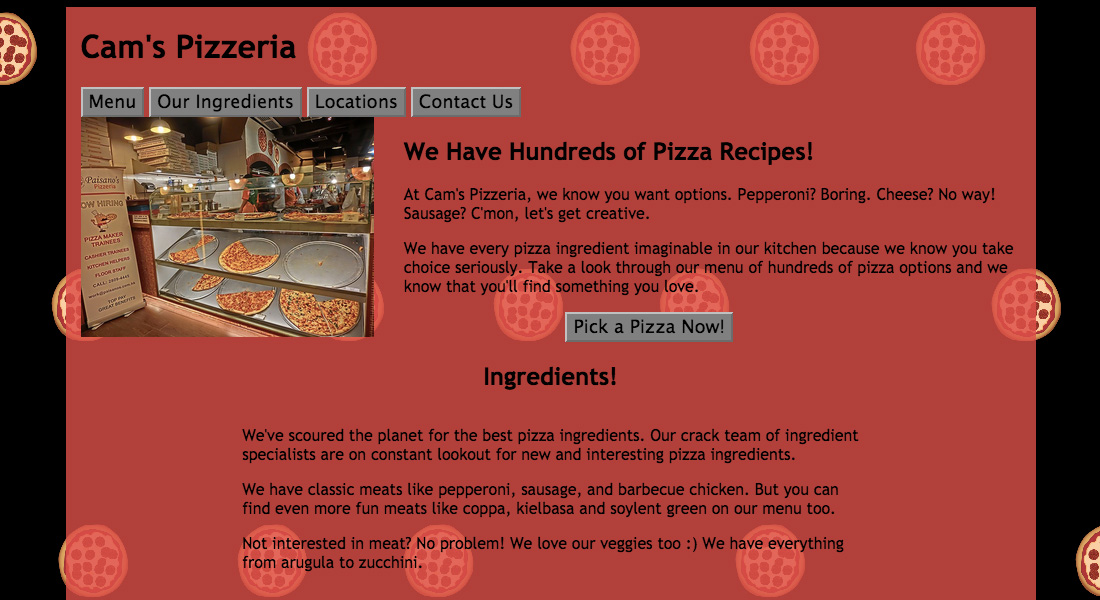 Cam's Pizzeria
Menu Our Ingredients Locations Contact Us
Paisano's
Pizzeria
OW HIRING
PIZZA MAKER
TRAINEES
CASHIER TRAINEES
KITCHEN HELPERS
FLOOR STAFF
TOP PAY
GREAT BENEFITS
We Have Hundreds of Pizza Recipes!
At Cam's Pizzeria, we know you want options. Pepperoni? Boring. Cheese? No way!
Sausage? C'mon, let's get creative.
We have every pizza ingredient imaginable in our kitchen because we know you take
choice seriously. Take a look through our menu of hundreds of pizza options and we
know that you'll find something you love.
Pick a Pizza Now!
Ingredients!
We've scoured the planet for the best pizza ingredients. Our crack team of ingredient
specialists are on constant lookout for new and interesting pizza ingredients.
We have classic meats like pepperoni, sausage, and barbecue chicken. But you can
find even more fun meats like coppa, kielbasa and soylent green on our menu too.
Not interested in meat? No problem! We love our veggies too :) We have everything
from arugula to zucchini.